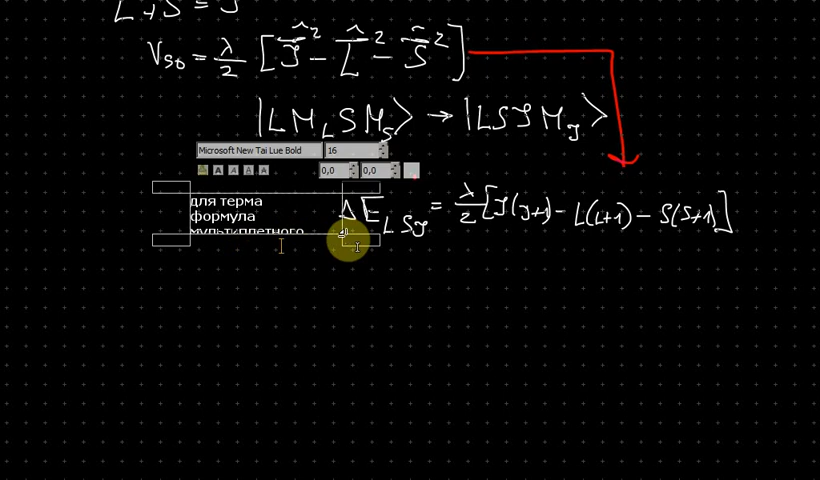 L + S = J
V_so = λ/2 [Ĵ² − L̂² − Ŝ²]
|L M_L S M_S⟩ → |L S J M_J⟩
Microsoft New Tai Lue Bold 16
A A A A A 0,0 0,0
для терма
формула
мультиплетного
ΔE_LSJ = λ/2 [J(J+1) − L(L+1) − S(S+1)]